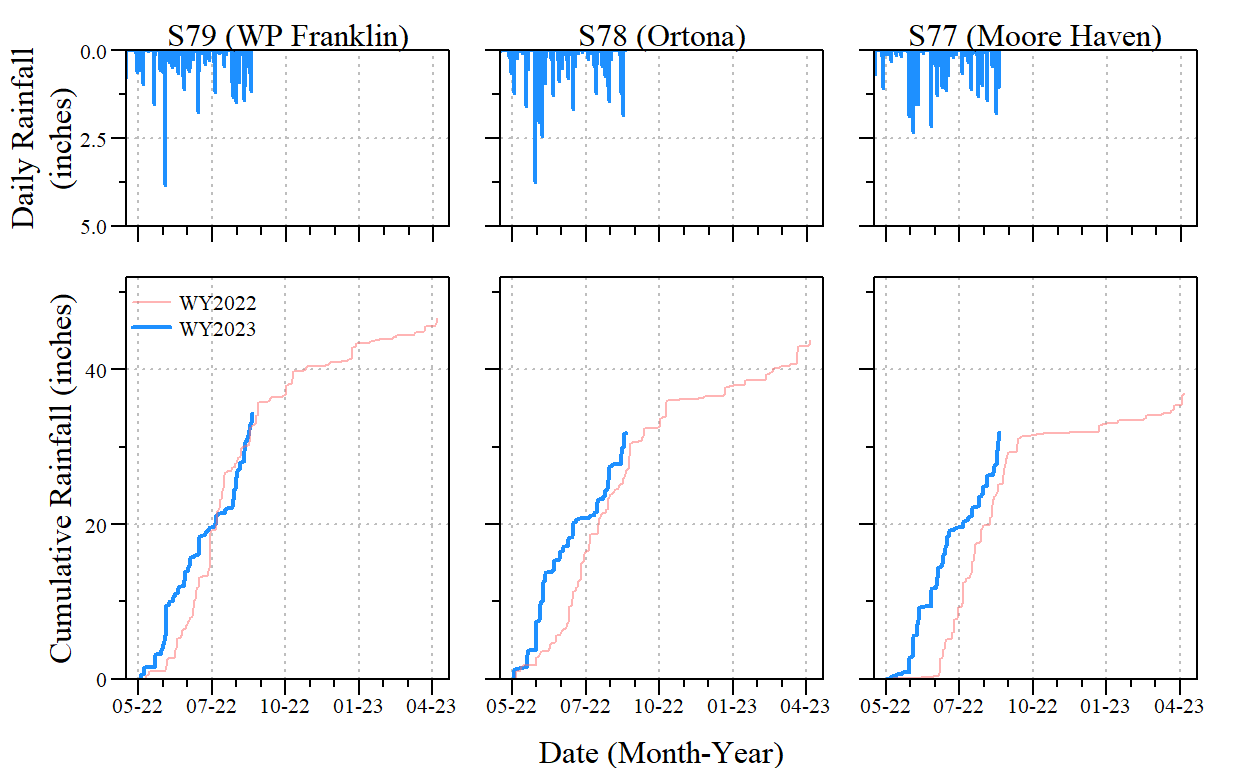 S79 (WP Franklin)
S78 (Ortona)
S77 (Moore Haven)
Daily Rainfall
(inches)
0.0
2.5
5.0
Cumulative Rainfall (inches)
WY2022
WY2023
40
20
0
05-22 07-22 10-22 01-23 04-23
05-22 07-22 10-22 01-23 04-23
05-22 07-22 10-22 01-23 04-23
Date (Month-Year)